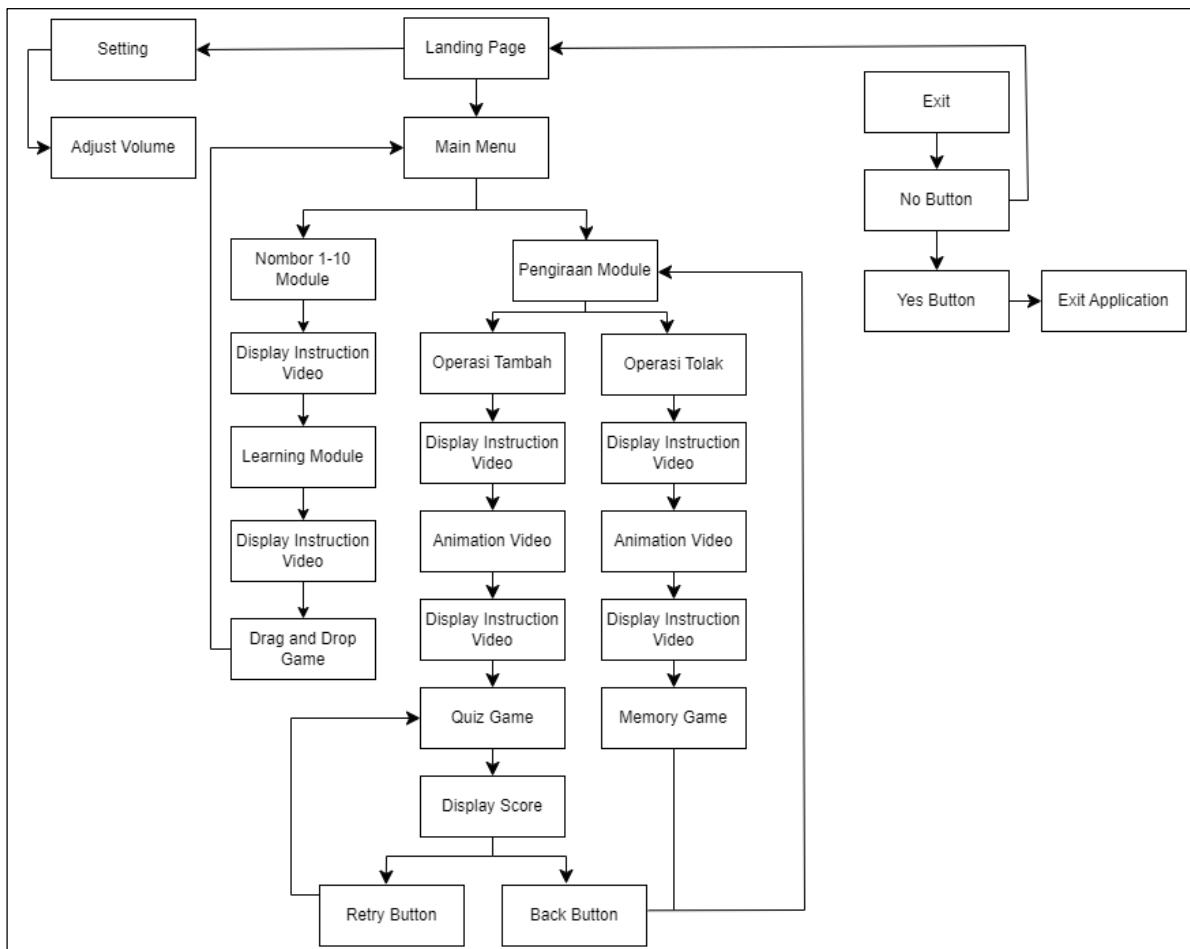 Setting
Landing Page
Exit
Adjust Volume
Main Menu
No Button
Nombor 1-10
Module
Pengiraan Module
Yes Button
Exit Application
Display Instruction
Video
Operasi Tambah
Operasi Tolak
Learning Module
Display Instruction
Video
Display Instruction
Video
Display Instruction
Video
Animation Video
Animation Video
Drag and Drop
Game
Display Instruction
Video
Display Instruction
Video
Quiz Game
Memory Game
Display Score
Retry Button
Back Button